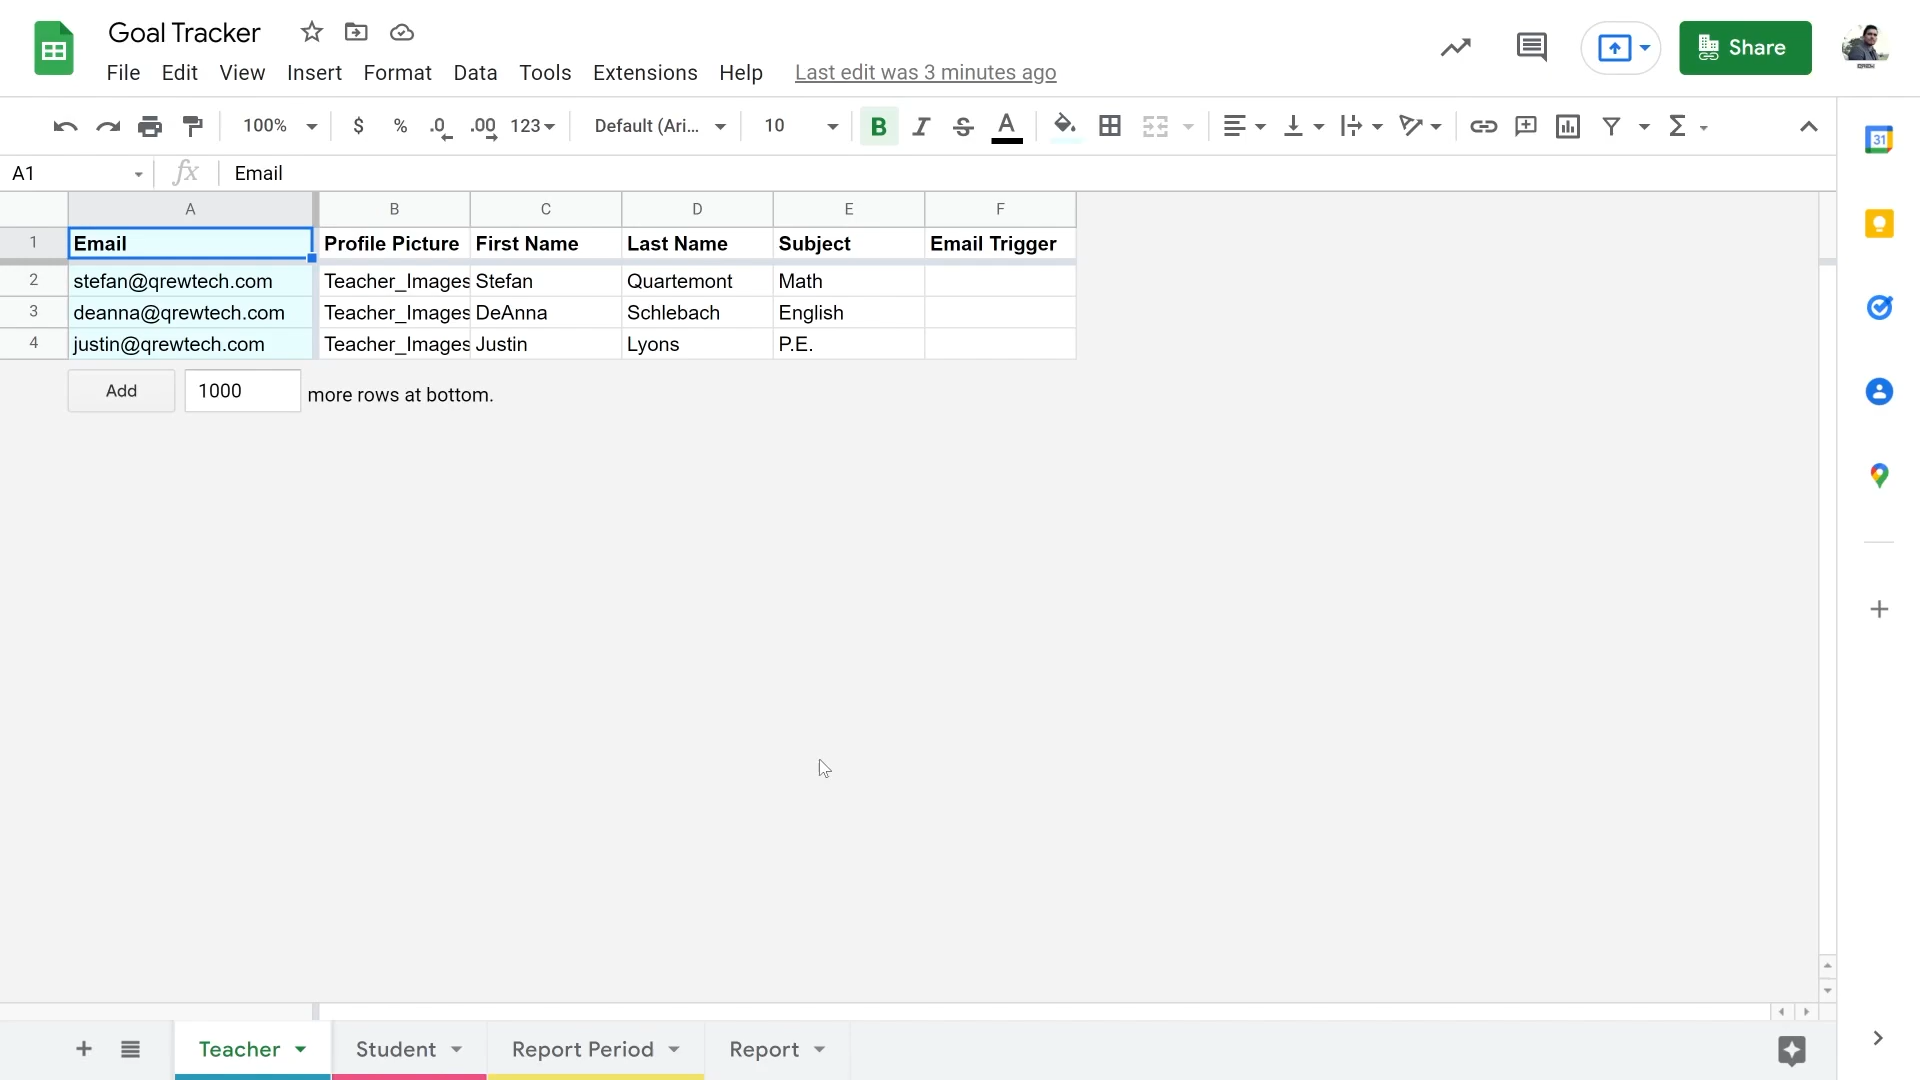 Goal Tracker
File Edit View Insert Format Data Tools Extensions Help Last edit was 3 minutes ago
Share
100% $ % .0 .00 123 Default (Ari... 10 B I S A
31
A1 fx Email
A B C D E F
1 Email Profile Picture First Name Last Name Subject Email Trigger
2 stefan@qrewtech.com Teacher_Images Stefan Quartemont Math
3 deanna@qrewtech.com Teacher_Images DeAnna Schlebach English
4 justin@qrewtech.com Teacher_Images Justin Lyons P.E.
Add 1000 more rows at bottom.
Teacher Student Report Period Report